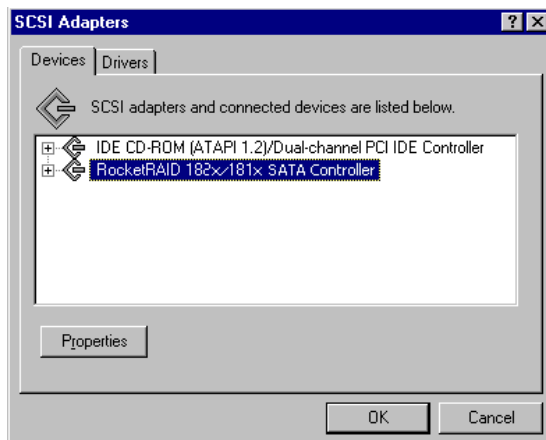 SCSI Adapters
Devices
Drivers
SCSI adapters and connected devices are listed below.
IDE CD-ROM (ATAPI 1.2)/Dual-channel PCI IDE Controller
RocketRAID 182x/181x SATA Controller
Properties
OK
Cancel